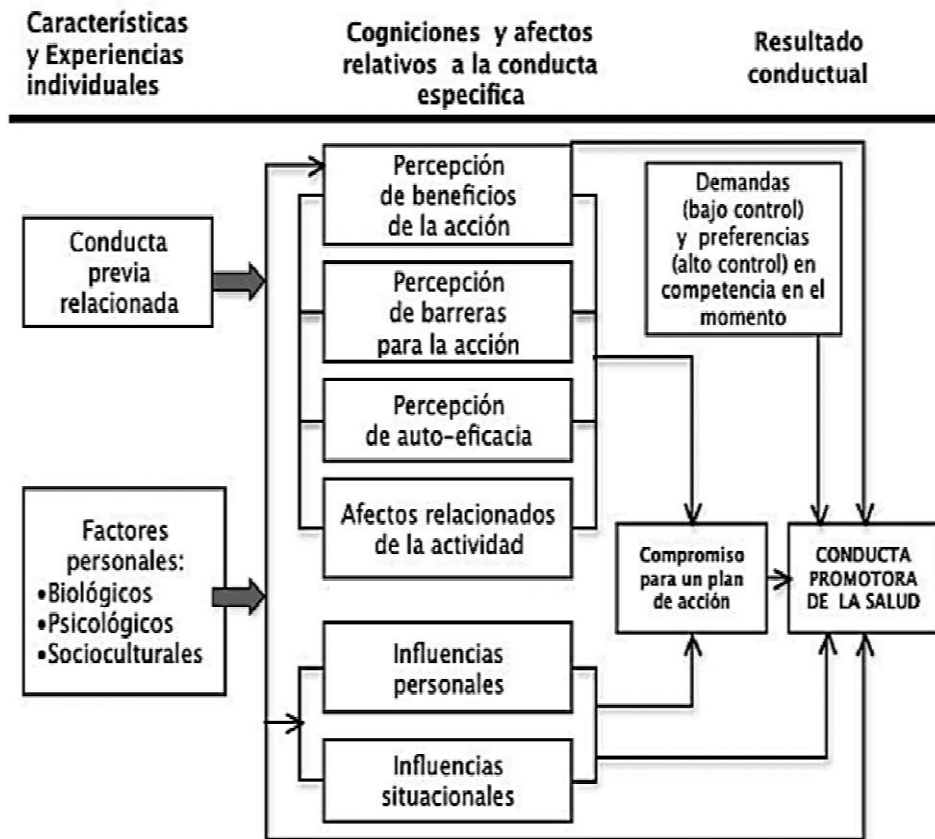 Características
y Experiencias
individuales
Cogniciones y afectos
relativos a la conducta
especifica
Resultado
conductual
Conducta
previa
relacionada
Factores
personales:
•Biológicos
•Psicológicos
•Socioculturales
Percepción
de beneficios
de la acción
Percepción
de barreras
para la acción
Percepción
de auto-eficacia
Afectos relacionados
de la actividad
Influencias
personales
Influencias
situacionales
Demandas
(bajo control)
y preferencias
(alto control) en
competencia en el
momento
Compromiso
para un plan
de acción
CONDUCTA
PROMOTORA
DE LA SALUD